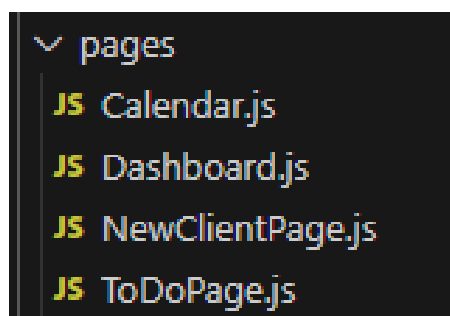 pages
JS Calendar.js
JS Dashboard.js
JS NewClientPage.js
JS ToDoPage.js